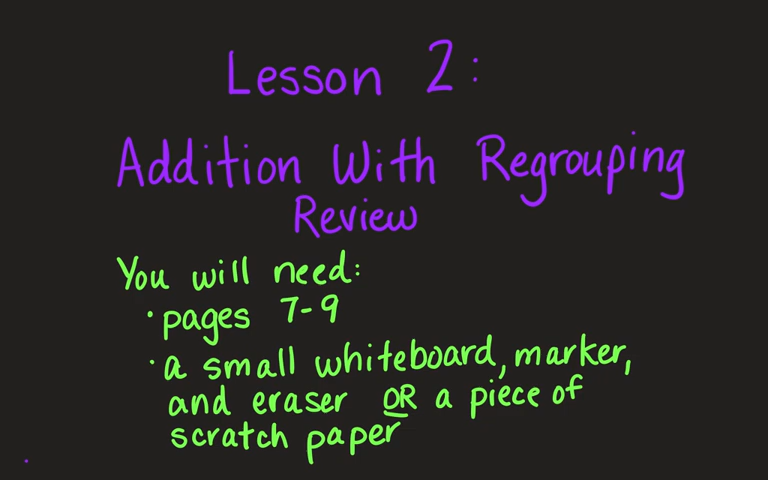 Lesson 2:
Addition With Regrouping
Review
You will need:
• pages 7-9
• a small whiteboard, marker,
and eraser OR a piece of
scratch paper